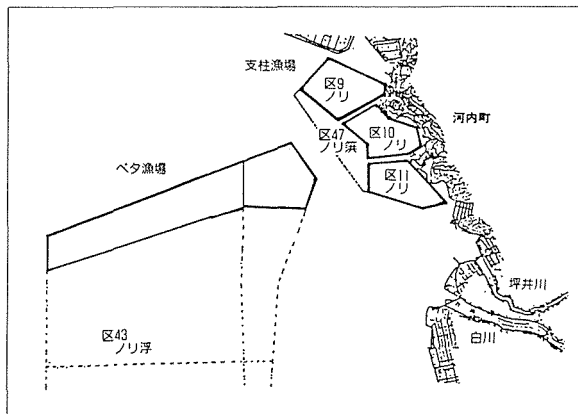 支柱漁場
区9
ノリ
河内町
区10
ノリ
区47
ノリ浜
区11
ノリ
ベタ漁場
坪井川
白川
区43
ノリ浮